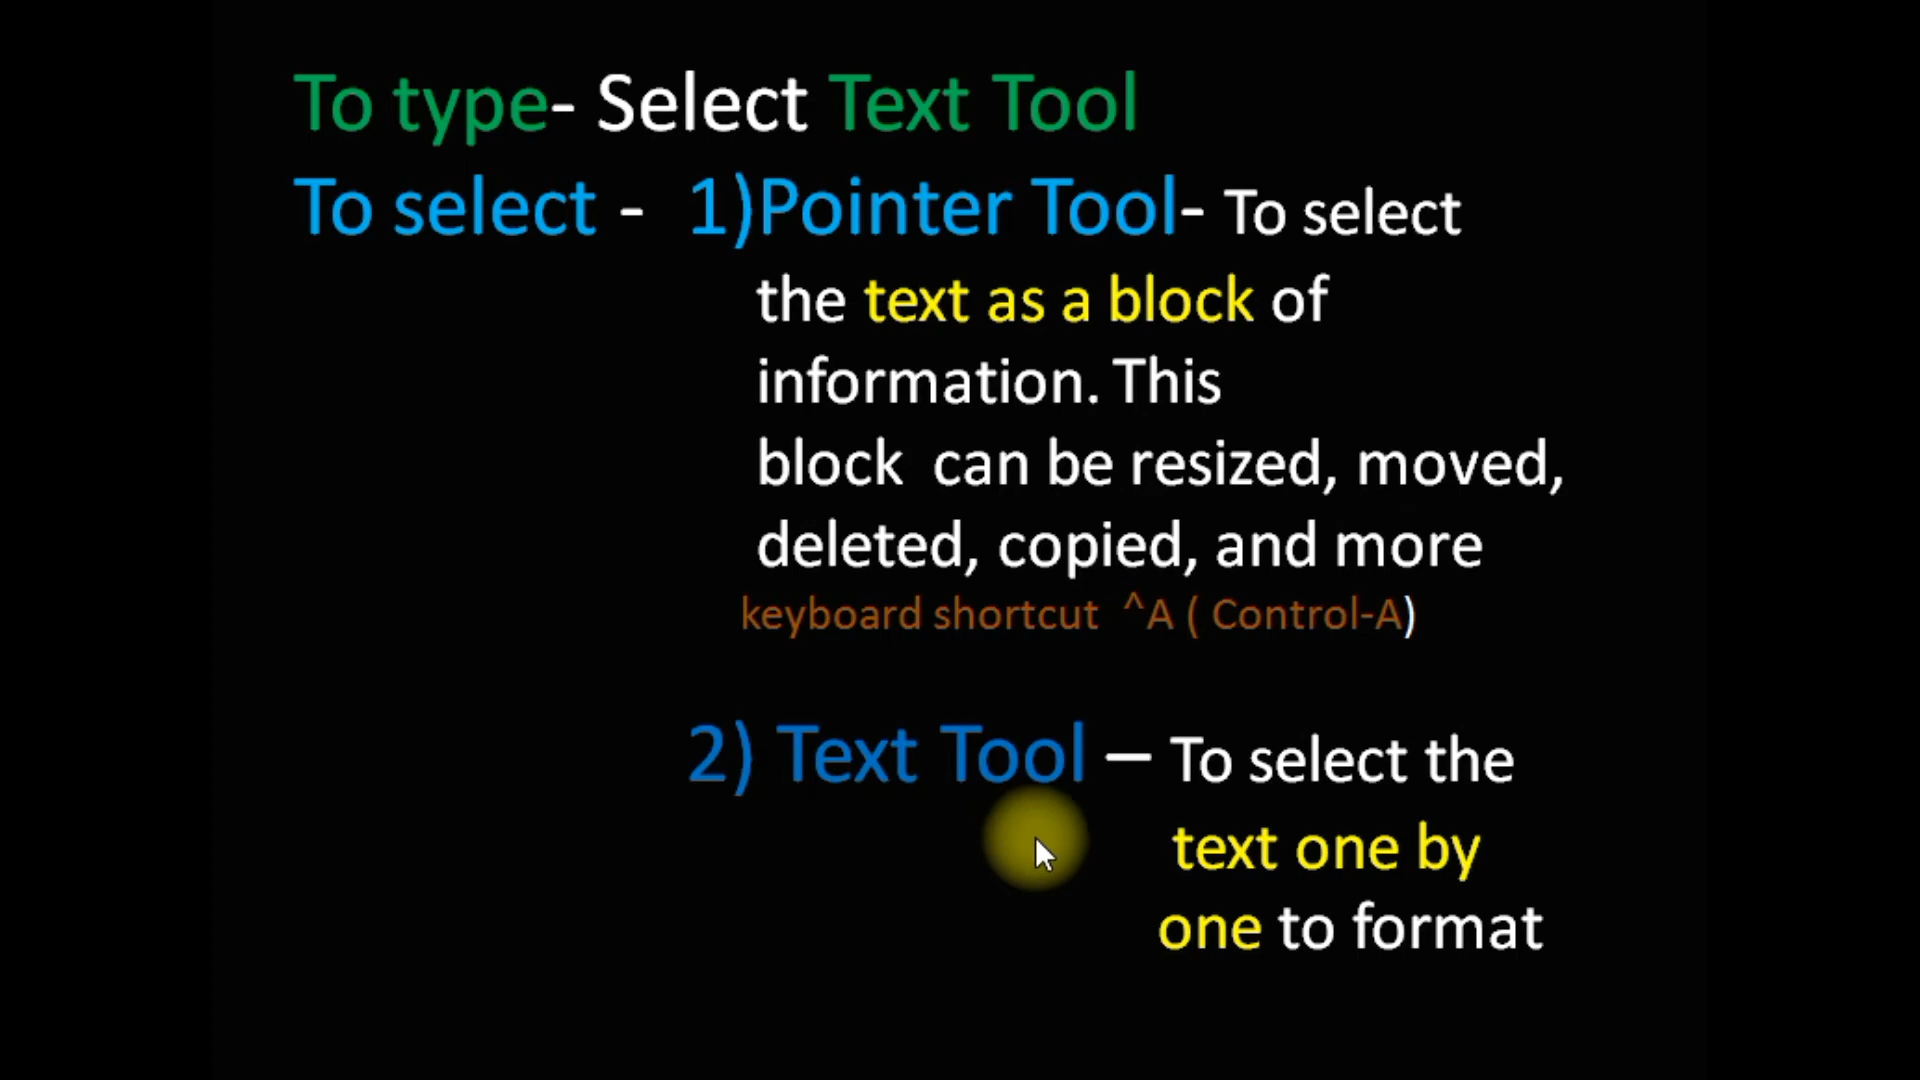 To type- Select Text Tool
To select - 1)Pointer Tool- To select
the text as a block of
information. This
block  can be resized, moved,
deleted, copied, and more
keyboard shortcut  ^A ( Control-A)
2) Text Tool – To select the
text one by
one to format